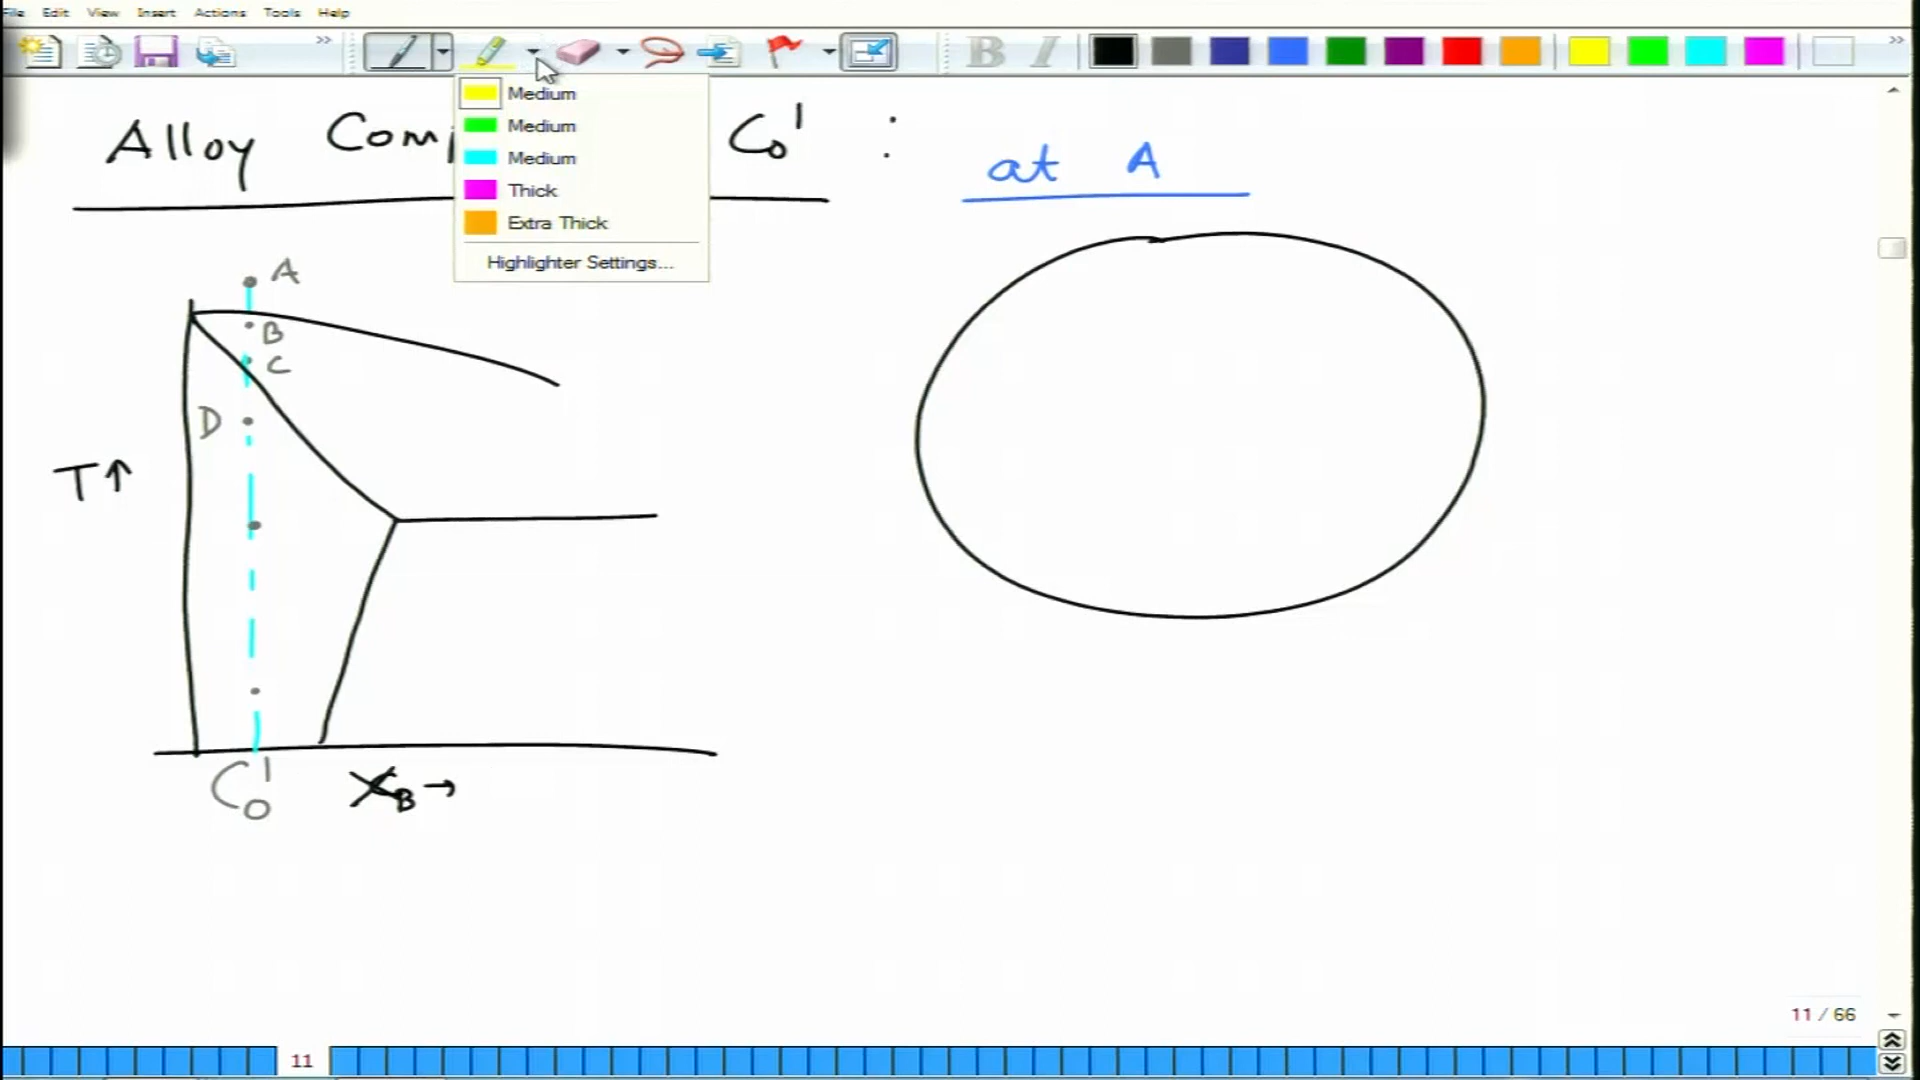 File Edit View Insert Actions Tools Help
B I
Medium
Medium
Medium
Thick
Extra Thick
Highlighter Settings...
Alloy Com C₀' :
at A
A
B
C
D
T↑
C₀' X_B →
11 / 66
11